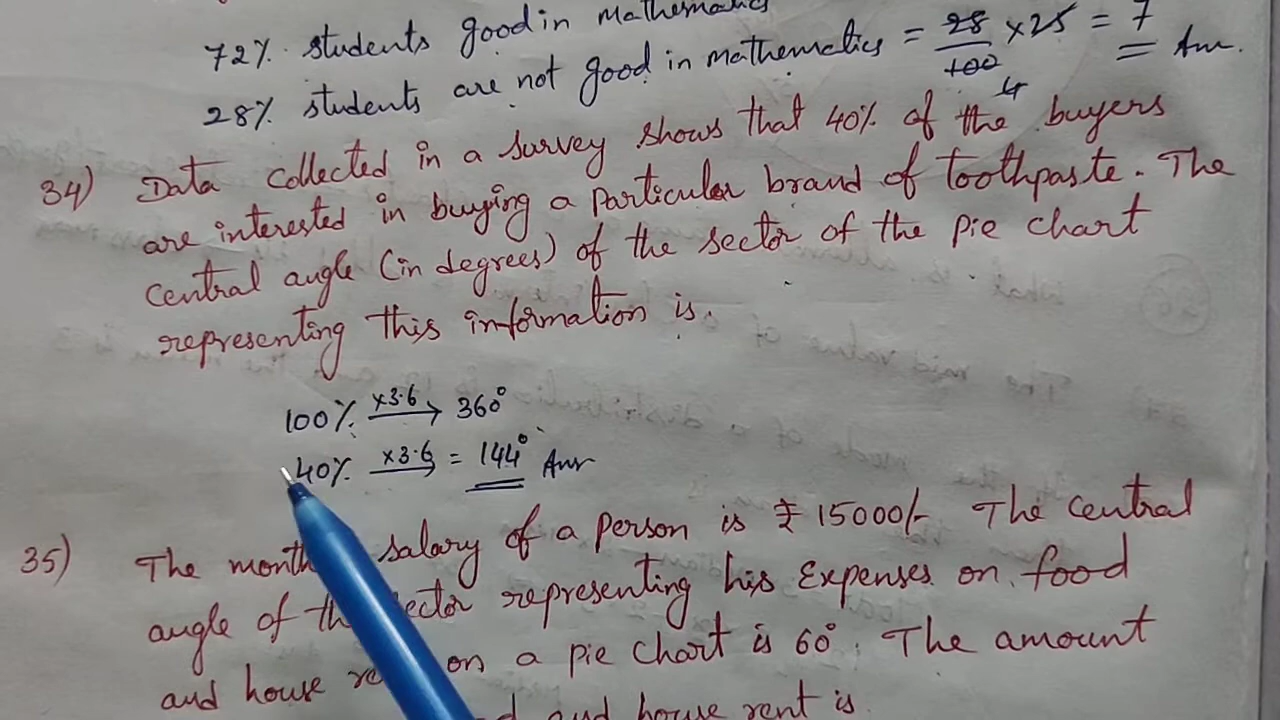 72% students good in mathematics
28% students are not good in mathematics = 28/100 × 25 = 7 Ans.
4
34) Data collected in a survey shows that 40% of the buyers
are interested in buying a particular brand of toothpaste. The
central angle (in degrees) of the sector of the pie chart
representing this information is.
100% ×3.6 → 360°
40% ×3.6 → = 144° Ans
35) The month salary of a person is ₹ 15000/- The central
angle of th ector representing his Expenses on food
and house re on a pie chart is 60°. The amount
and house rent is